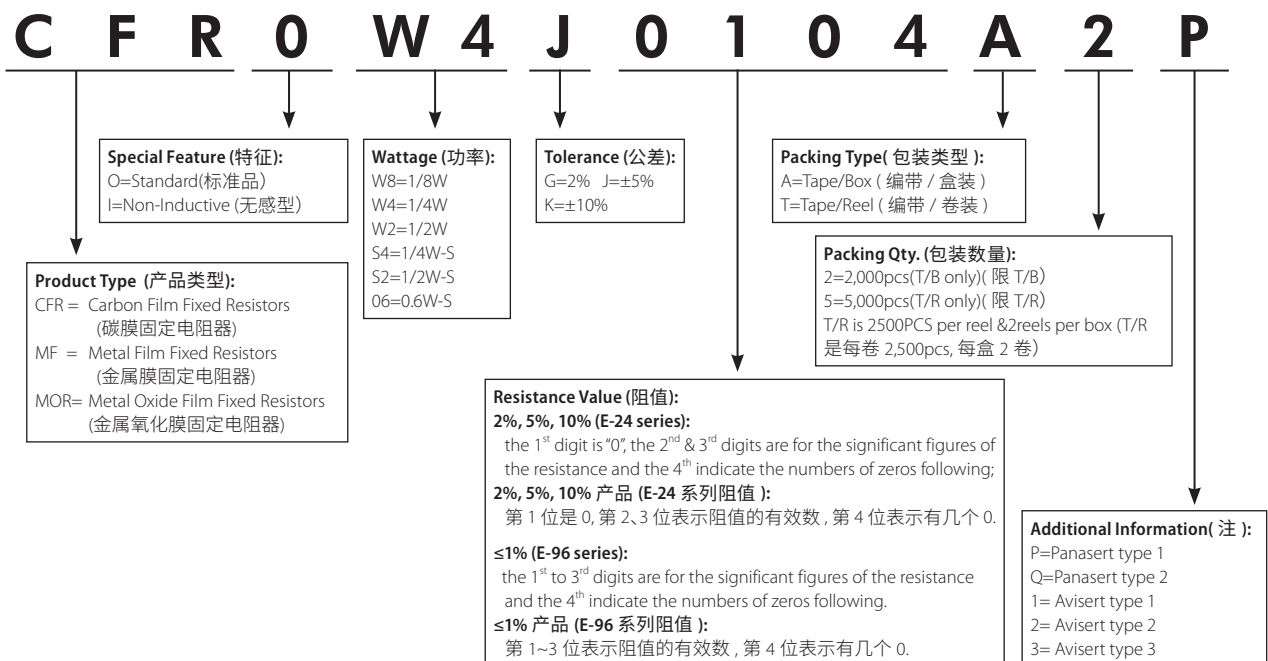 C F R 0 W 4 J 0 1 0 4 A 2 P
Special Feature (特征):
O=Standard(标准品)
I=Non-Inductive (无感型)
Wattage (功率):
W8=1/8W
W4=1/4W
W2=1/2W
S4=1/4W-S
S2=1/2W-S
06=0.6W-S
Tolerance (公差):
G=2% J=±5%
K=±10%
Packing Type( 包装类型 ):
A=Tape/Box ( 编带 / 盒装 )
T=Tape/Reel ( 编带 / 卷装 )
Product Type (产品类型):
CFR = Carbon Film Fixed Resistors
(碳膜固定电阻器)
MF = Metal Film Fixed Resistors
(金属膜固定电阻器)
MOR= Metal Oxide Film Fixed Resistors
(金属氧化膜固定电阻器)
Packing Qty. (包装数量):
2=2,000pcs(T/B only)( 限 T/B)
5=5,000pcs(T/R only)( 限 T/R)
T/R is 2500PCS per reel &2reels per box (T/R
是每卷 2,500pcs, 每盒 2 卷)
Resistance Value (阻值):
2%, 5%, 10% (E-24 series):
the 1st digit is "0", the 2nd & 3rd digits are for the significant figures of
the resistance and the 4th indicate the numbers of zeros following;
2%, 5%, 10% 产品 (E-24 系列阻值 ):
第 1 位是 0, 第 2、3 位表示阻值的有效数 , 第 4 位表示有几个 0.
≤1% (E-96 series):
the 1st to 3rd digits are for the significant figures of the resistance
and the 4th indicate the numbers of zeros following.
≤1% 产品 (E-96 系列阻值 ):
第 1~3 位表示阻值的有效数 , 第 4 位表示有几个 0.
Additional Information( 注 ):
P=Panasert type 1
Q=Panasert type 2
1= Avisert type 1
2= Avisert type 2
3= Avisert type 3